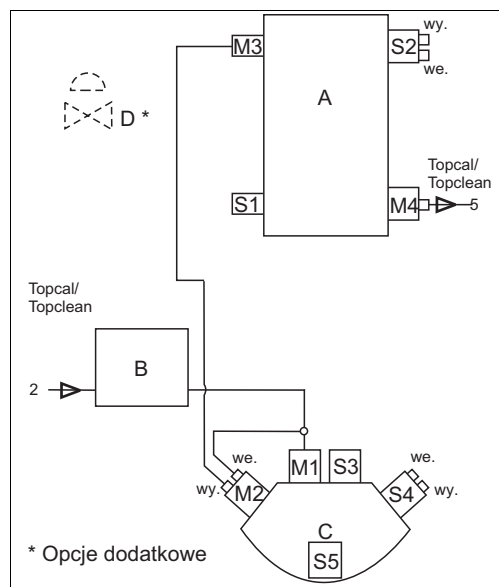 wy.
M3
S2
we.
A
D *
Topcal/
Topclean
S1
M4
5
Topcal/
Topclean
B
2
we.
M1
S3
we.
wy.
M2
S4
wy.
C
S5
* Opcje dodatkowe